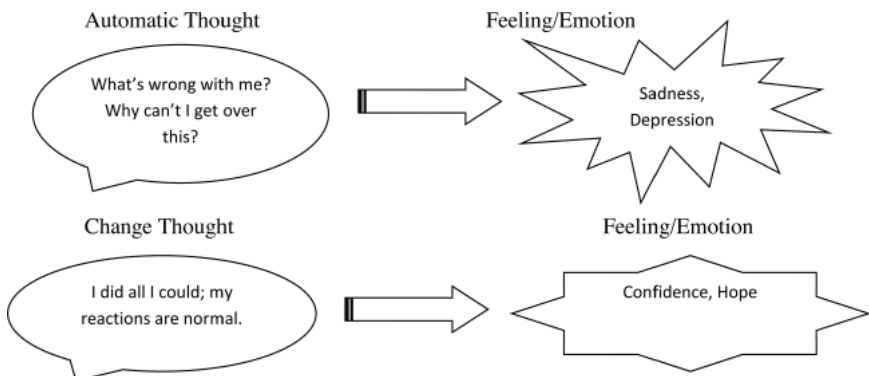 Automatic Thought
Feeling/Emotion
What's wrong with me?
Why can't I get over
this?
Sadness,
Depression
Change Thought
Feeling/Emotion
I did all I could; my
reactions are normal.
Confidence, Hope